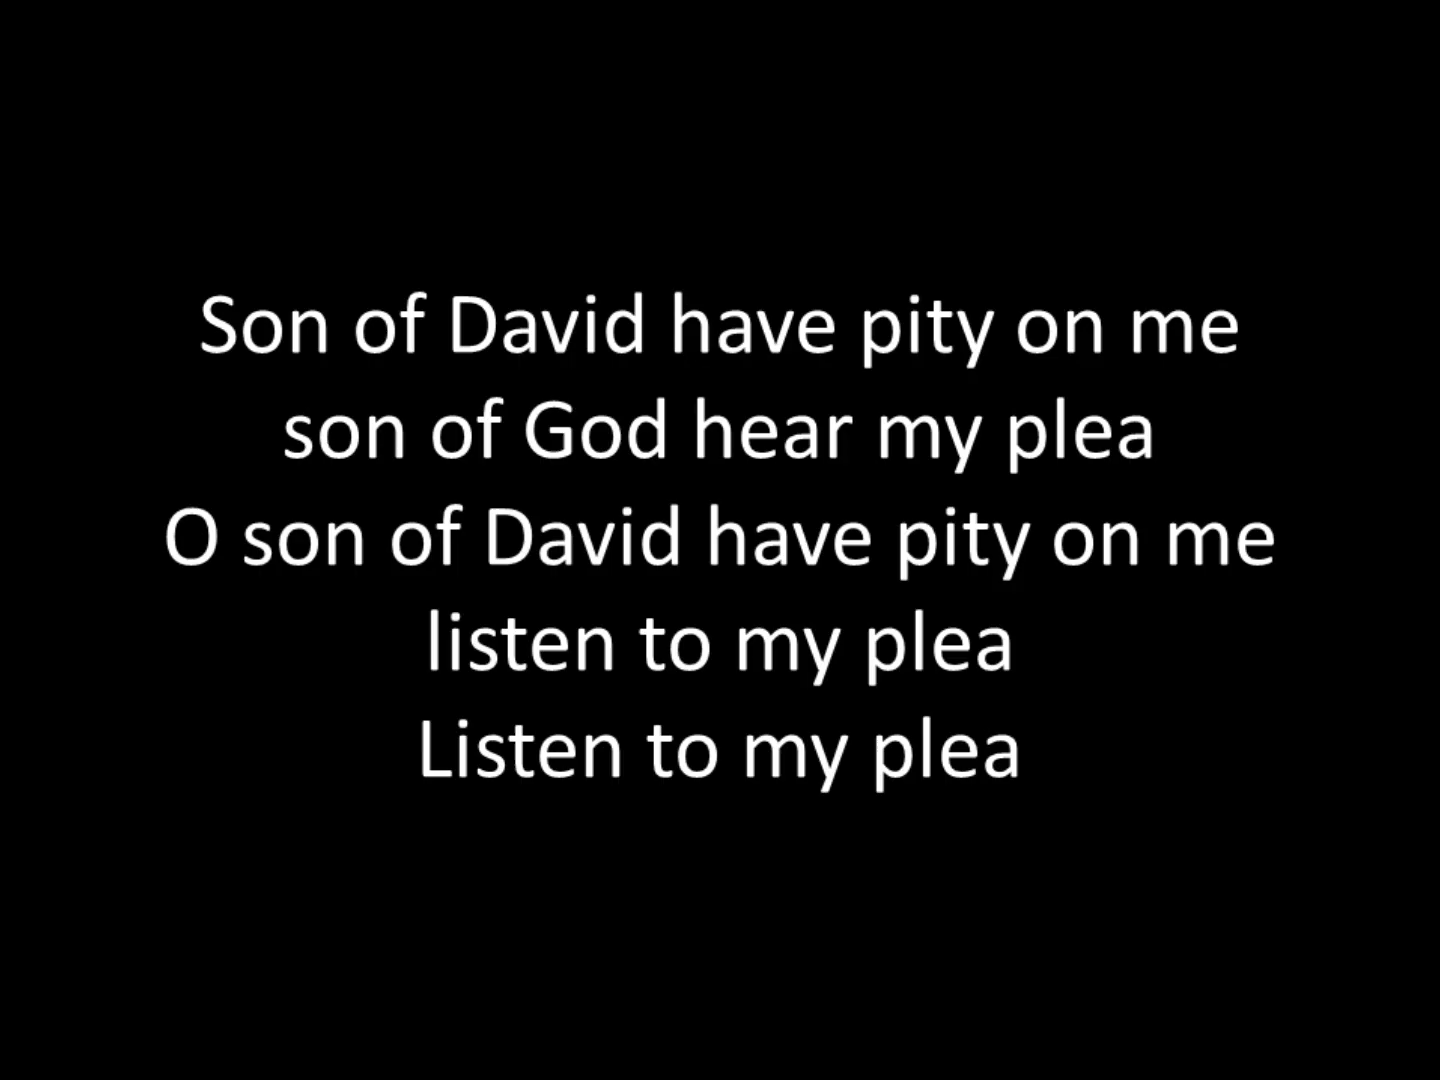 Son of David have pity on me
son of God hear my plea
O son of David have pity on me
listen to my plea
Listen to my plea